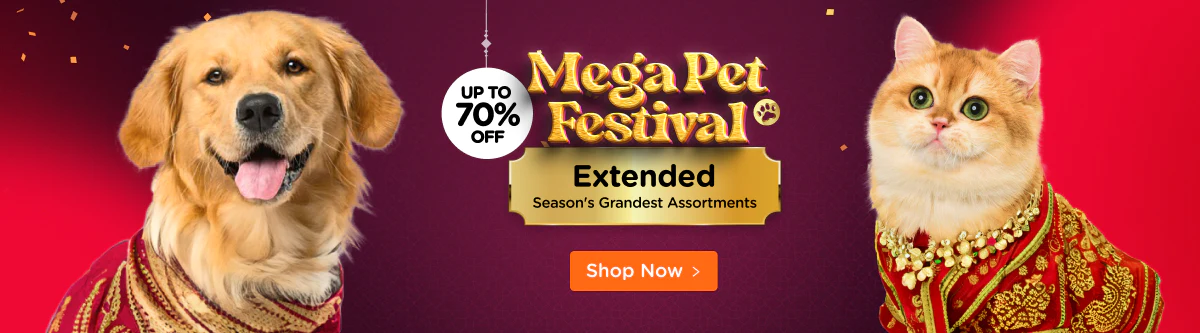 UP TO
70%
OFF
Mega Pet
Festival
Extended
Season's Grandest Assortments
Shop Now >